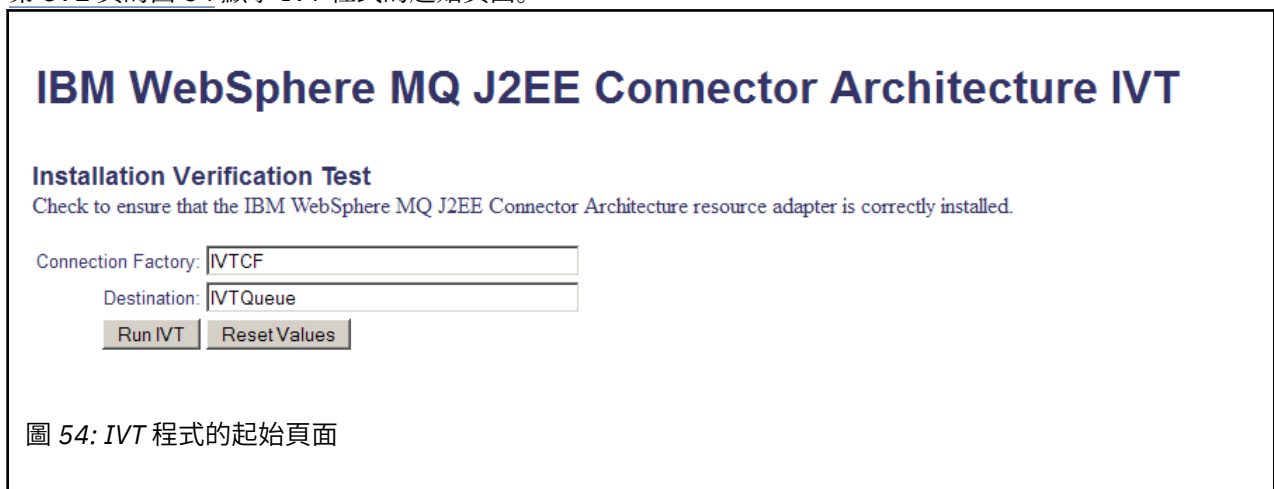 IBM WebSphere MQ J2EE Connector Architecture IVT
Installation Verification Test
Check to ensure that the IBM WebSphere MQ J2EE Connector Architecture resource adapter is correctly installed.
Connection Factory: IVTCF
Destination: IVTQueue
Run IVT Reset Values
圖 54: IVT 程式的起始頁面